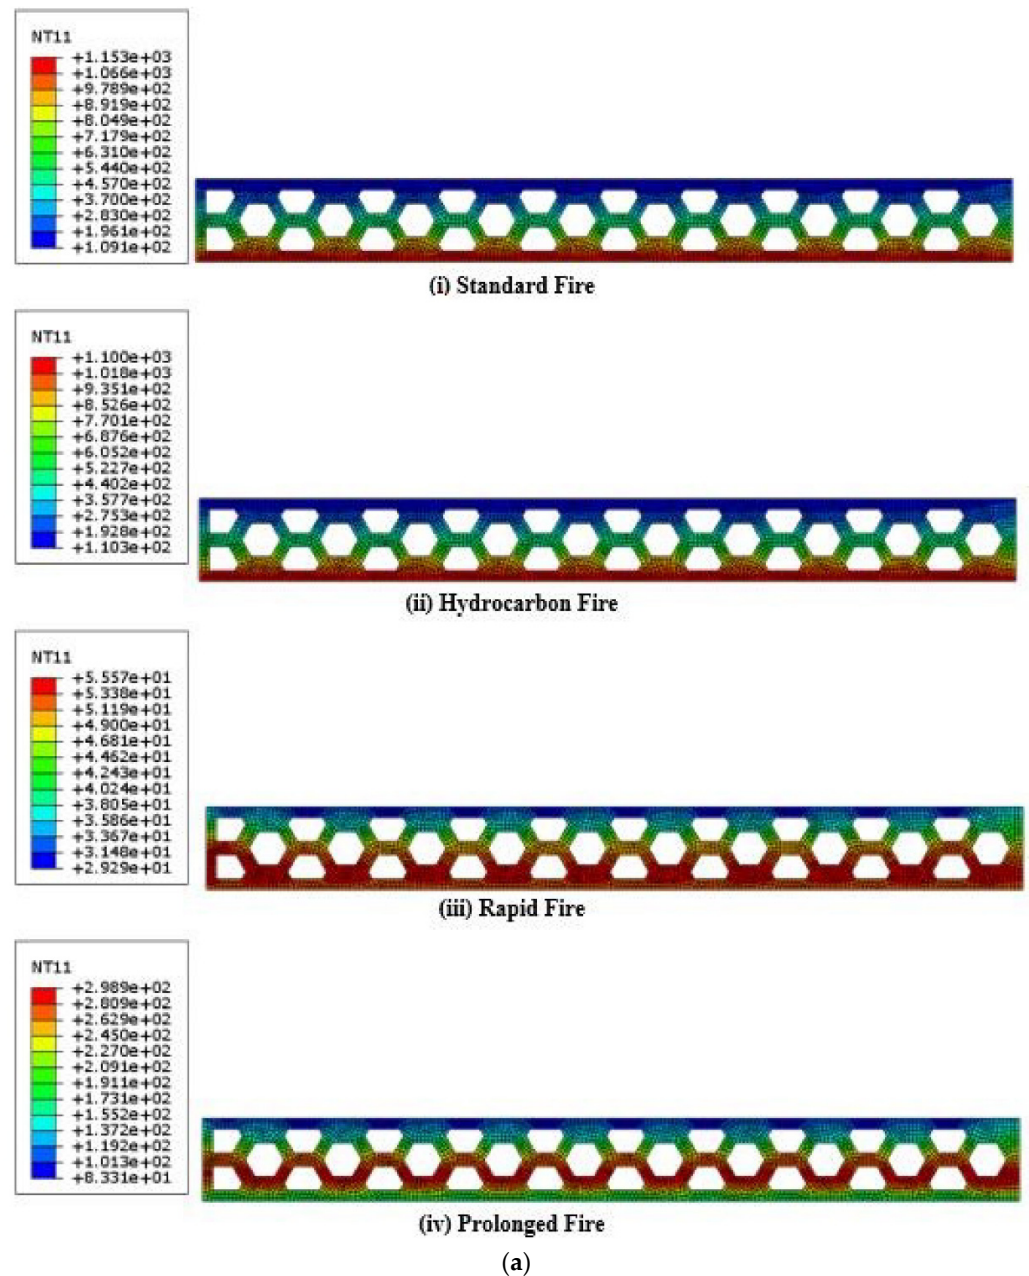 NT11
+1.153e+03
+1.066e+03
+9.789e+02
+8.919e+02
+8.049e+02
+7.179e+02
+6.310e+02
+5.440e+02
+4.570e+02
+3.700e+02
+2.830e+02
+1.961e+02
+1.091e+02
(i) Standard Fire
NT11
+1.100e+03
+1.018e+03
+9.351e+02
+8.526e+02
+7.701e+02
+6.876e+02
+6.052e+02
+5.227e+02
+4.402e+02
+3.577e+02
+2.753e+02
+1.928e+02
+1.103e+02
(ii) Hydrocarbon Fire
NT11
+5.557e+01
+5.338e+01
+5.119e+01
+4.900e+01
+4.681e+01
+4.462e+01
+4.243e+01
+4.024e+01
+3.805e+01
+3.586e+01
+3.367e+01
+3.148e+01
+2.929e+01
(iii) Rapid Fire
NT11
+2.989e+02
+2.809e+02
+2.629e+02
+2.450e+02
+2.270e+02
+2.091e+02
+1.911e+02
+1.731e+02
+1.552e+02
+1.372e+02
+1.192e+02
+1.013e+02
+8.331e+01
(iv) Prolonged Fire
(a)